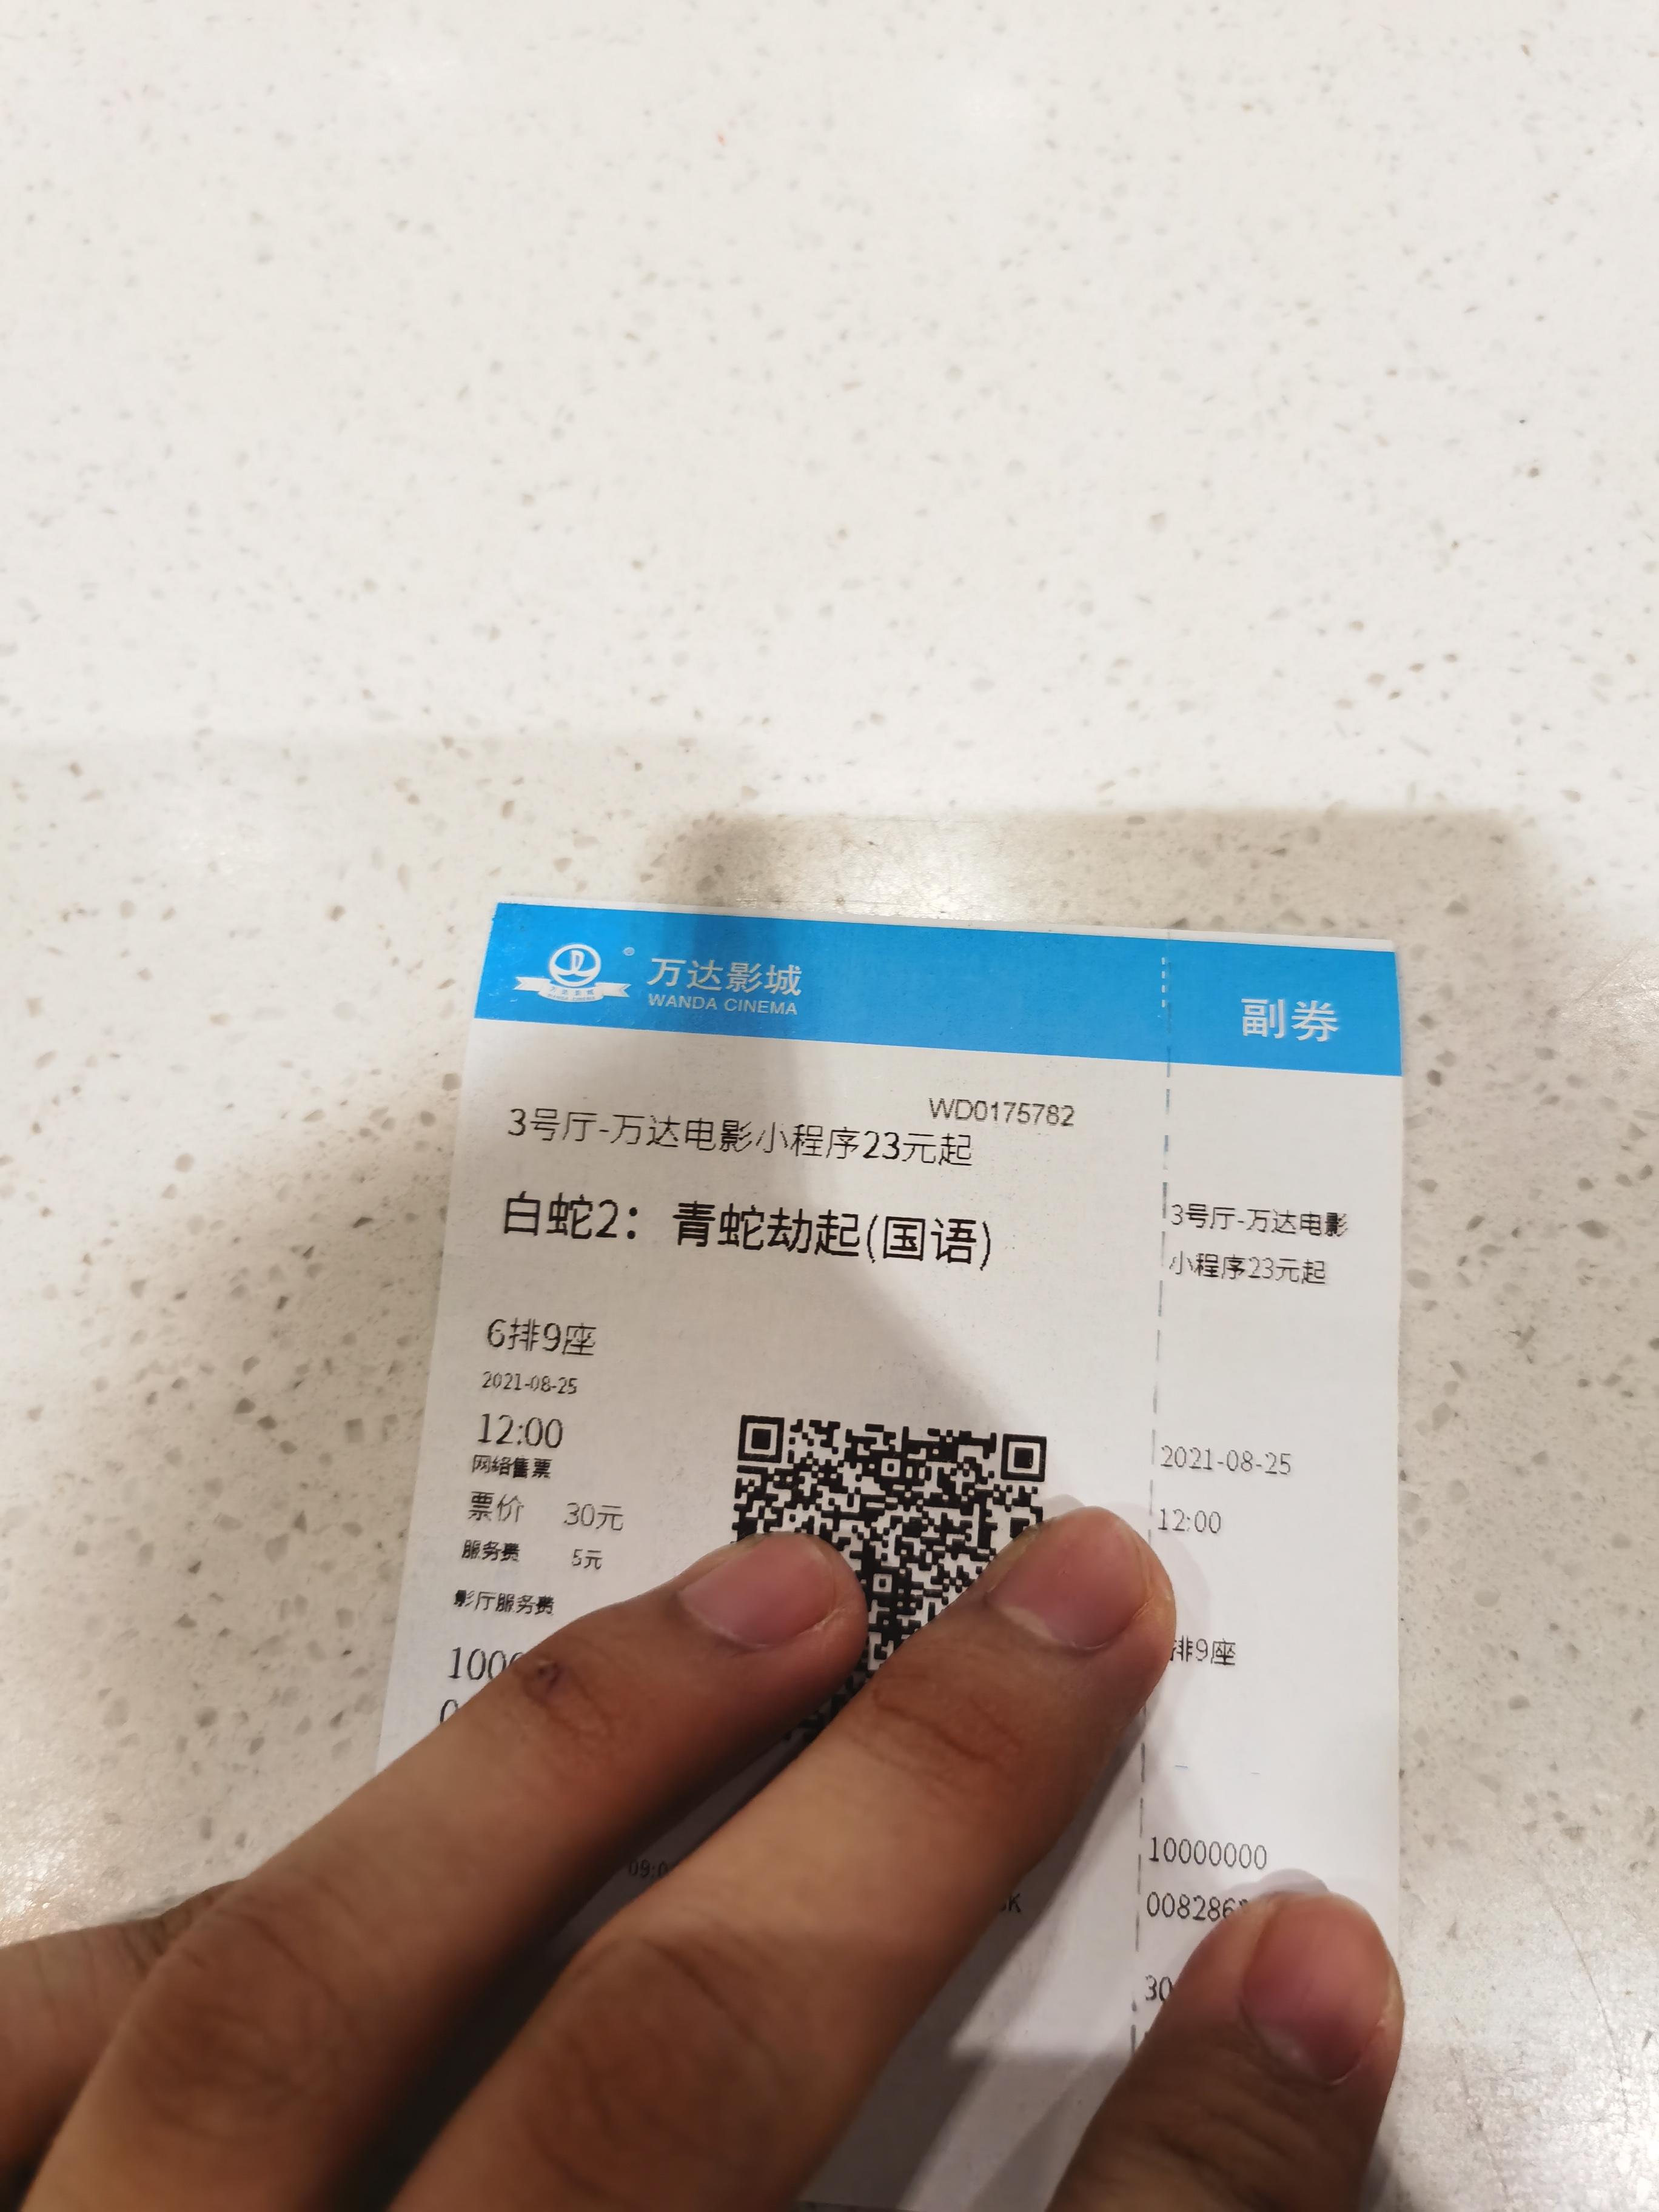 万达影城
WANDA CINEMA
副券
WD0175782
3号厅-万达电影小程序23元起
白蛇2：青蛇劫起(国语)
6排9座
2021-08-25
12:00
网络售票
票价 30元
服务费 5元
影厅服务费
3号厅-万达电影
小程序23元起
2021-08-25
12:00
排9座
10000000